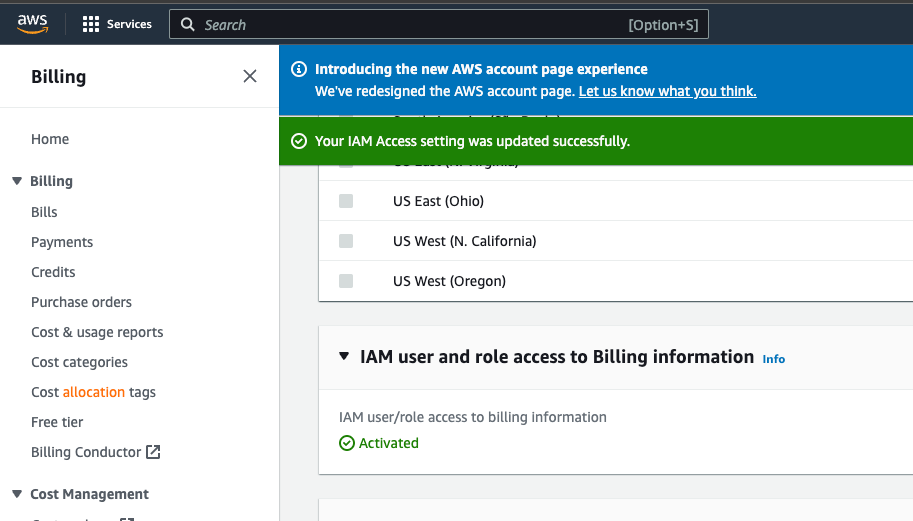 aws
Services
Search
[Option+S]
Billing
Introducing the new AWS account page experience
We've redesigned the AWS account page. Let us know what you think.
Your IAM Access setting was updated successfully.
Home
Billing
Bills
Payments
Credits
Purchase orders
Cost & usage reports
Cost categories
Cost allocation tags
Free tier
Billing Conductor
Cost Management
US East (Ohio)
US West (N. California)
US West (Oregon)
IAM user and role access to Billing information Info
IAM user/role access to billing information
Activated